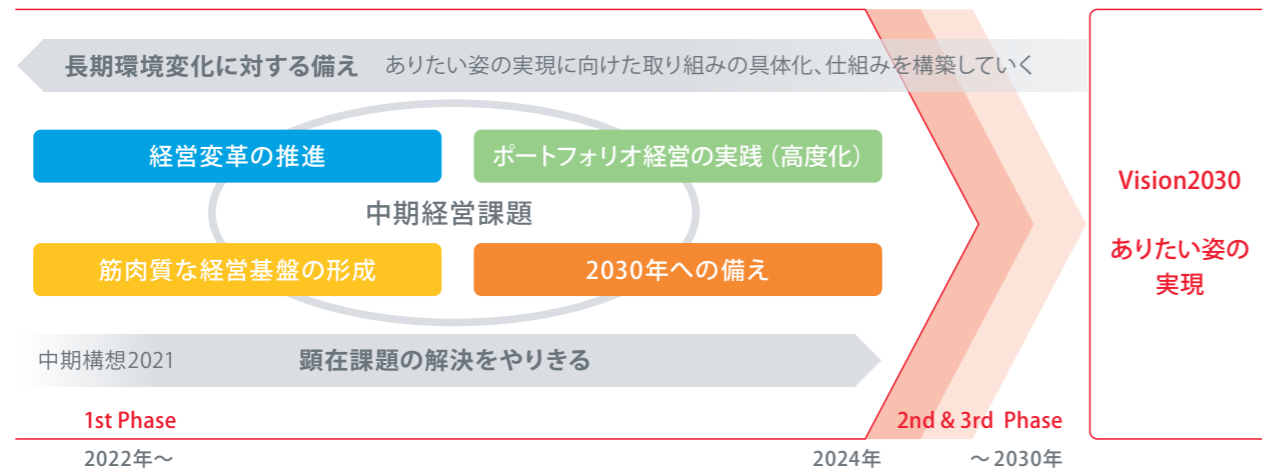 長期環境変化に対する備え ありたい姿の実現に向けた取り組みの具体化、仕組みを構築していく
経営変革の推進
ポートフォリオ経営の実践（高度化）
中期経営課題
筋肉質な経営基盤の形成
2030年への備え
中期構想2021 顕在課題の解決をやりきる
1st Phase
2nd & 3rd Phase
2022年～
2024年
～2030年
Vision2030
ありたい姿の
実現